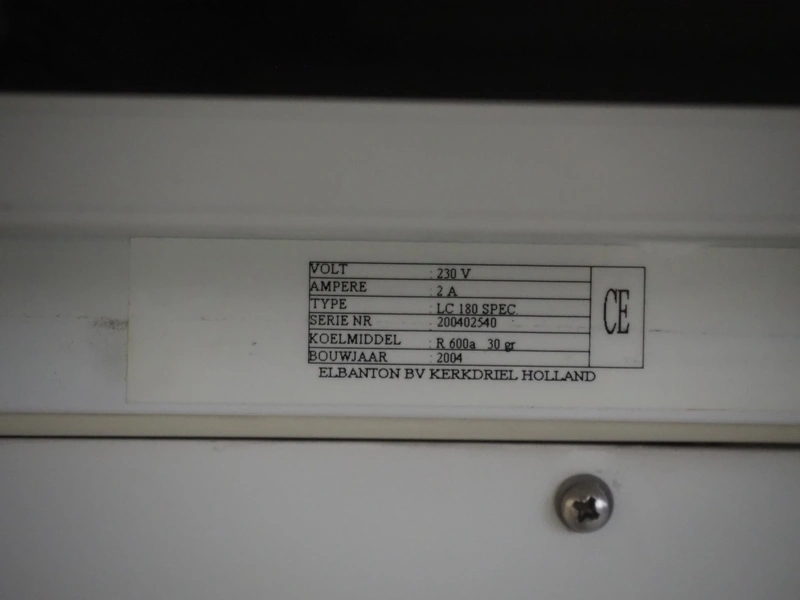 VOLT : 230 V
AMPERE : 2 A
TYPE : LC 180 SPEC
SERIE NR : 200402540
KOELMIDDEL : R 600a 30 gr
BOUWJAAR : 2004
CE
ELBANTON BV KERKDRIEL HOLLAND